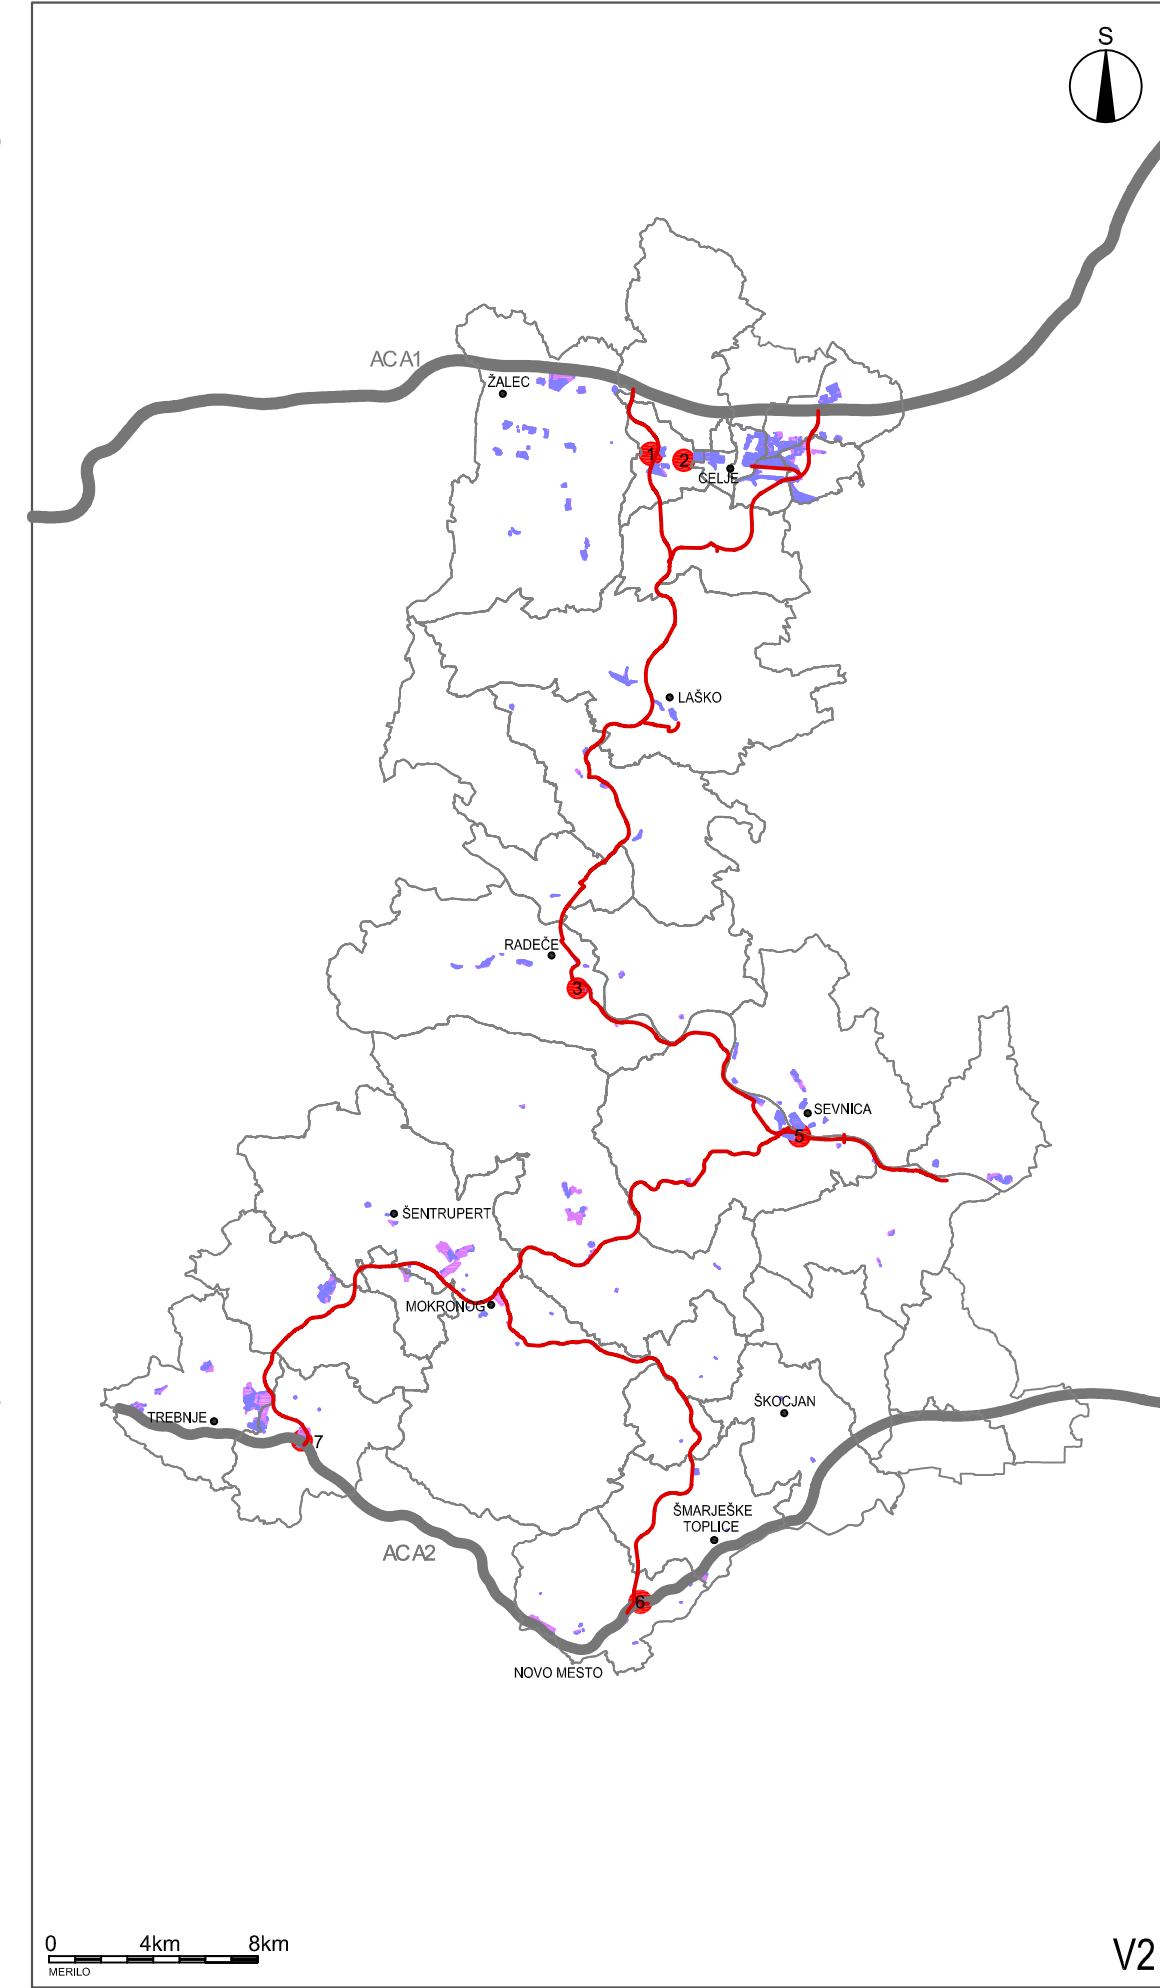 S
AC A1
ŽALEC
1
2
CELJE
LAŠKO
RADEČE
3
SEVNICA
5
ŠENTRUPERT
MOKRONOG
ŠKOCJAN
TREBNJE
7
ŠMARJEŠKE
TOPLICE
AC A2
6
NOVO MESTO
0 4km 8km
MERILO
V2